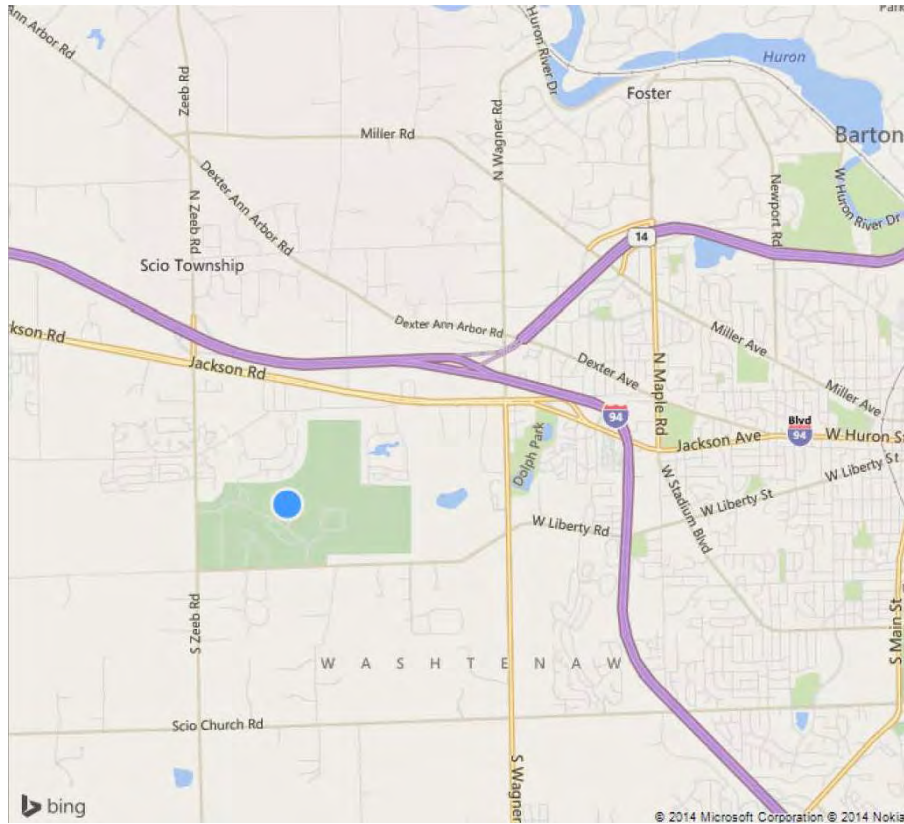 Ann Arbor Rd
Zeeb Rd
Huron River Dr
Huron
Park
Foster
N Wagner Rd
Miller Rd
Barton
Dexter Ann Arbor Rd
N Zeeb Rd
Newport Rd
W Huron River Dr
14
Scio Township
Dexter Ann Arbor Rd
ckson Rd
Jackson Rd
Dexter Ave
Miller Ave
N Maple Rd
Miller Ave
94
Blvd
94
Jackson Ave
W Huron St
Dolph Park
W Liberty St
W Liberty St
W Stadium Blvd
W Liberty Rd
S Zeeb Rd
S Main St
WASHTENAW
Scio Church Rd
S Wagner
bing
© 2014 Microsoft Corporation © 2014 Nokia